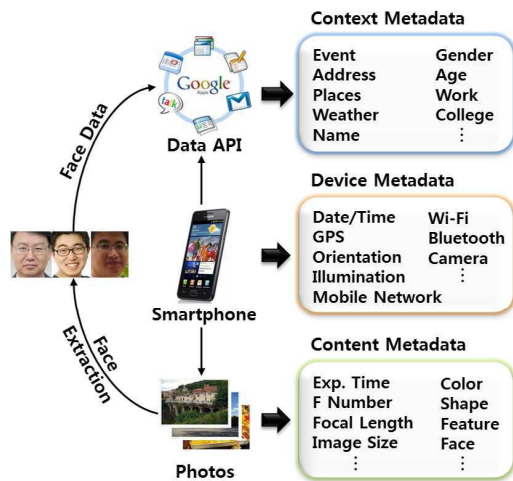 Context Metadata
Event Gender
Address Age
Places Work
Weather College
Name ⋮
Google
Apps
talk
Data API
Face Data
Device Metadata
Date/Time Wi-Fi
GPS Bluetooth
Orientation Camera
Illumination ⋮
Mobile Network
Smartphone
Face
Extraction
Content Metadata
Exp. Time Color
F Number Shape
Focal Length Feature
Image Size Face
⋮ ⋮
Photos